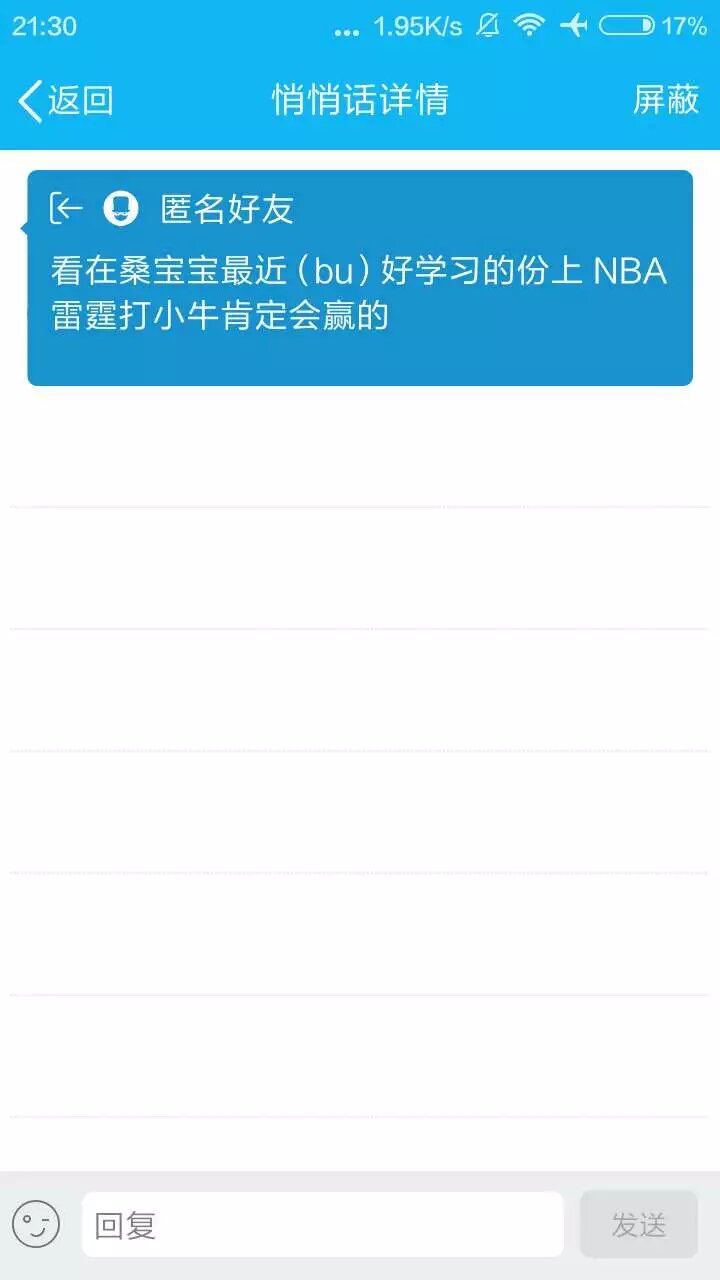 21:30 ... 1.95K/s 17%
返回 悄悄话详情 屏蔽
匿名好友
看在桑宝宝最近（bu）好学习的份上 NBA
雷霆打小牛肯定会赢的
回复 发送